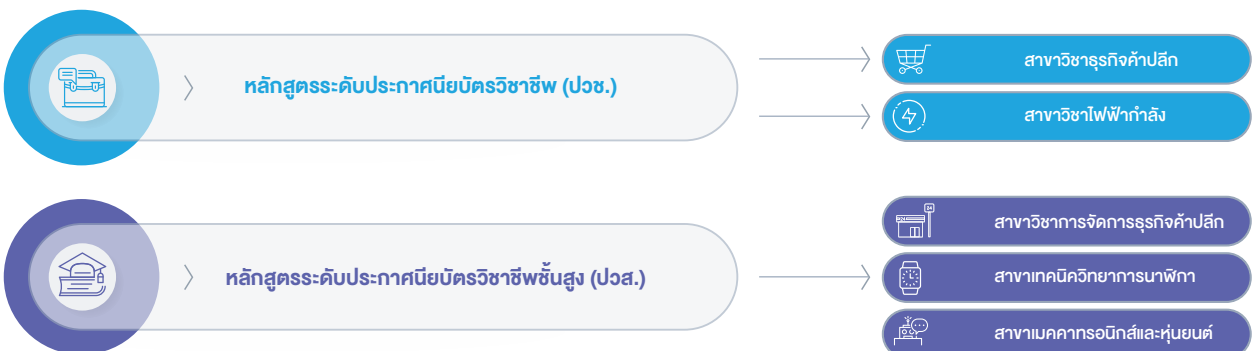 หลักสูตรระดับประกาศนียบัตรวิชาชีพ (ปวช.)
สาขาวิชาธุรกิจค้าปลีก
สาขาวิชาไฟฟ้ากำลัง
หลักสูตรระดับประกาศนียบัตรวิชาชีพชั้นสูง (ปวส.)
24
สาขาวิชาการจัดการธุรกิจค้าปลีก
สาขาเทคนิควิทยาการนาฬิกา
สาขาเมคคาทรอนิกส์และหุ่นยนต์